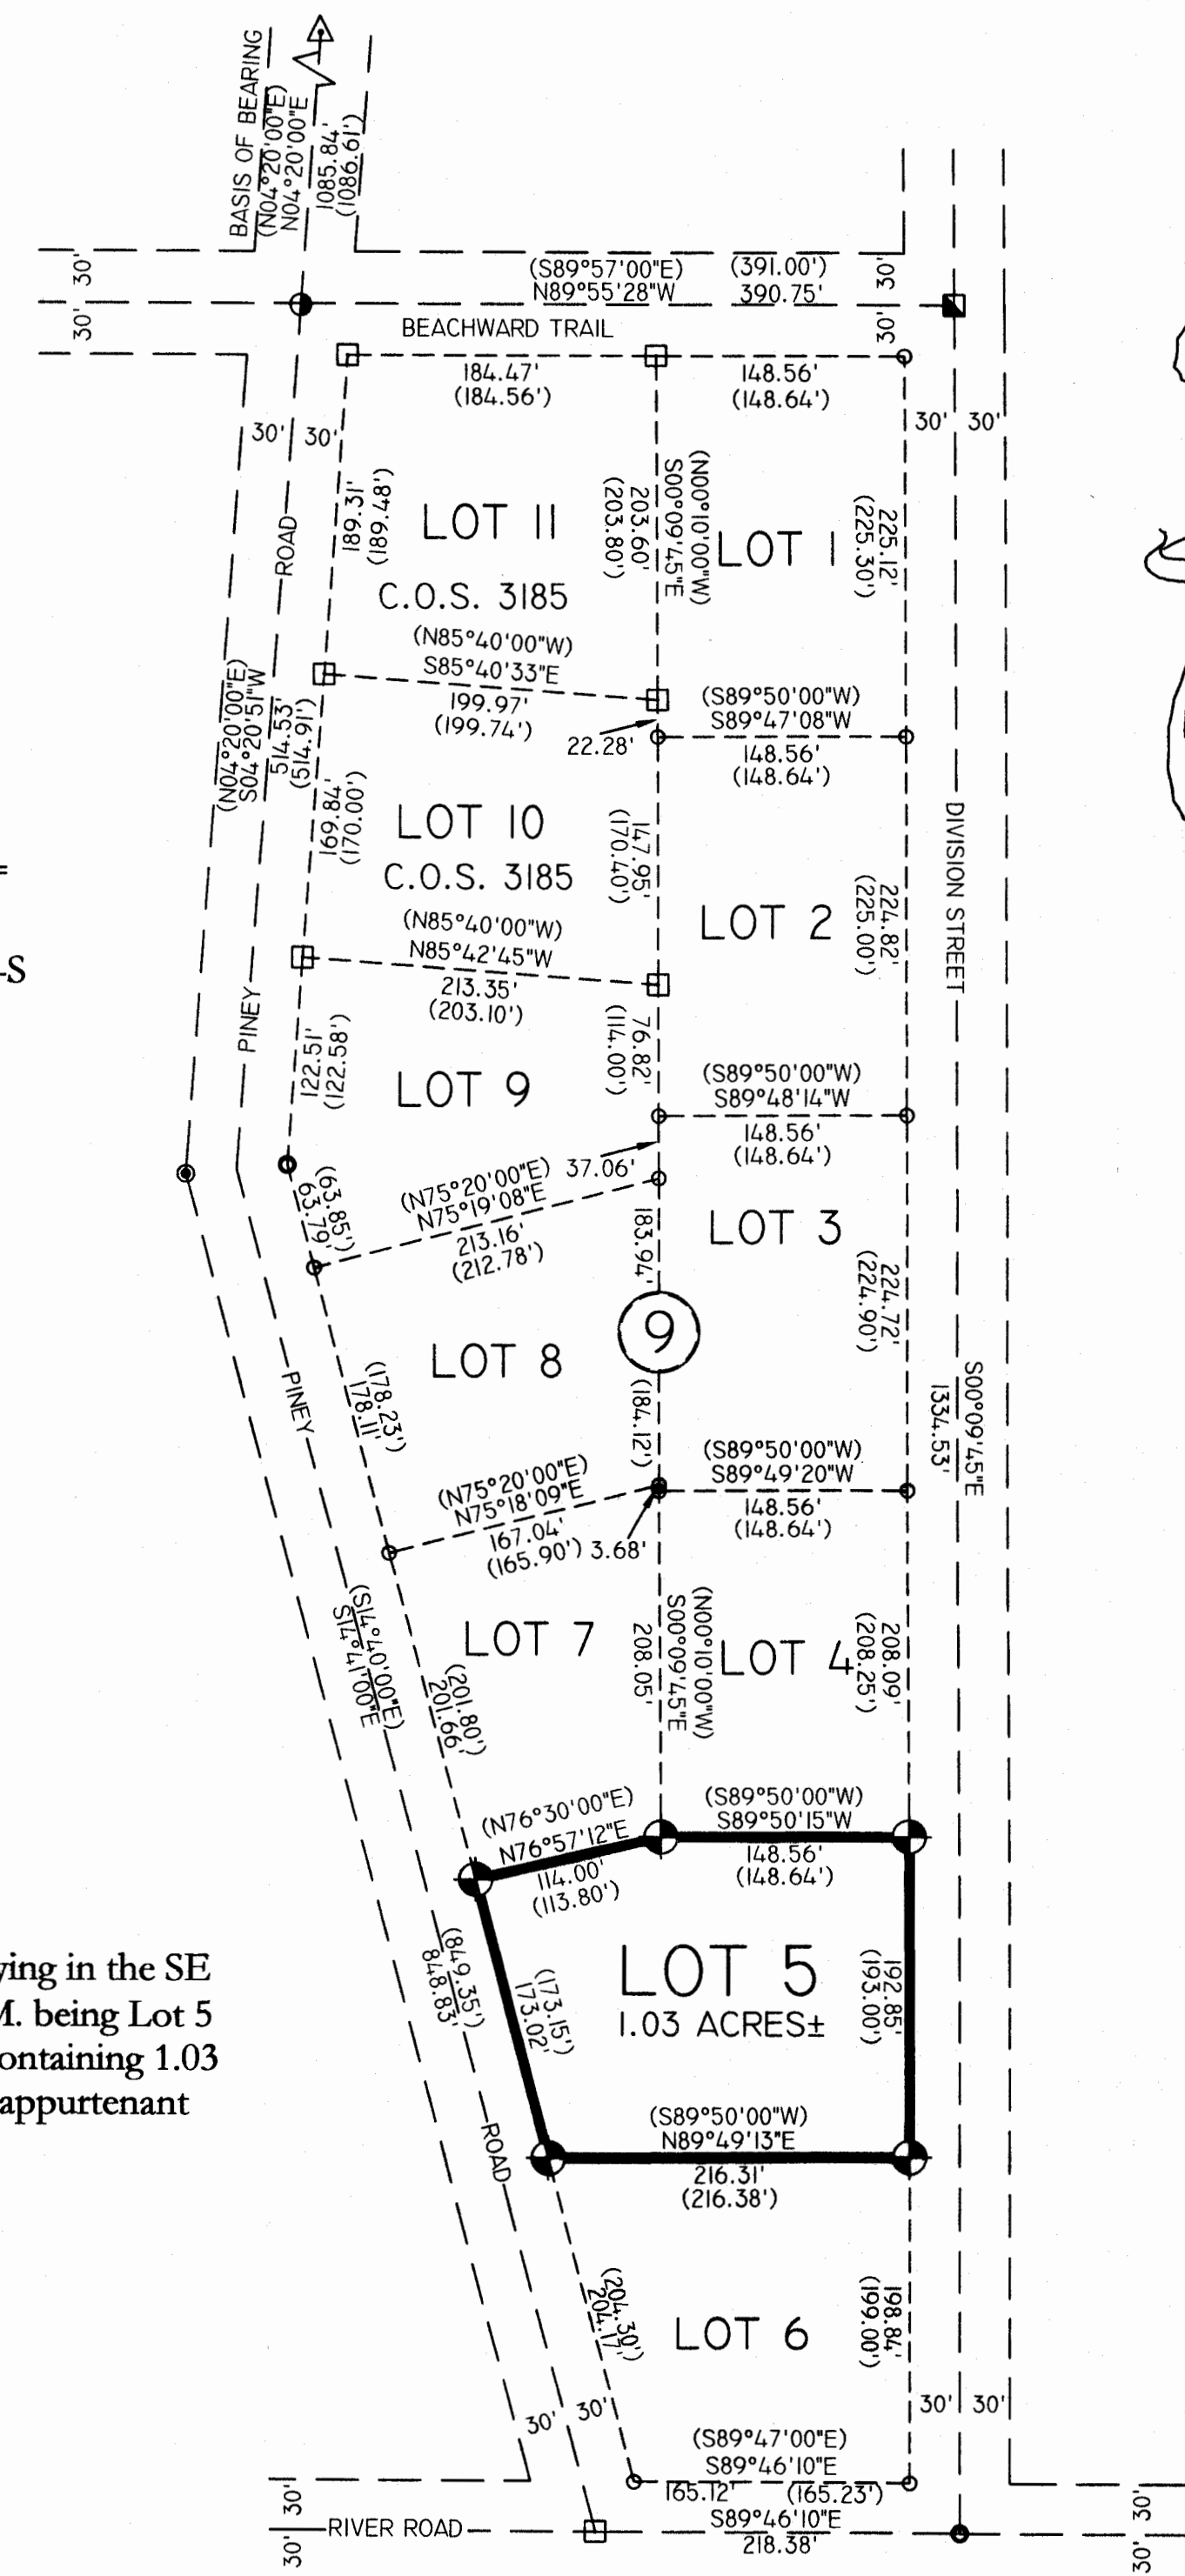 BASIS OF BEARING
(N04°20'00"E)
N04°20'00"E
1085.84'
(1086.61')
30'
30'
(S89°57'00"E) (391.00')
N89°55'28"W 390.75'
30'
30'
BEACHWARD TRAIL
184.47'
(184.56')
148.56'
(148.64')
30' 30'
30' 30'
189.31'
(189.48')
LOT 11
C.O.S. 3185
(N00°10'00"W)
S00°09'45"E
203.60'
(203.80')
LOT 1
225.12'
(225.30')
ROAD
(N85°40'00"W)
S85°40'33"E
199.97'
(199.74')
22.28'
(S89°50'00"W)
S89°47'08"W
148.56'
(148.64')
(N04°20'00"E)
S04°20'51"W
514.53'
(514.91')
169.84'
(170.00')
LOT 10
C.O.S. 3185
147.95'
(170.40')
LOT 2
224.82'
(225.00')
DIVISION STREET
=
-S
(N85°40'00"W)
N85°42'45"W
213.35'
(203.10')
PINEY
122.51'
(122.58')
LOT 9
76.82'
(114.00')
(S89°50'00"W)
S89°48'14"W
148.56'
(148.64')
37.06'
(63.85')
63.79'
(N75°20'00"E)
N75°19'08"E
213.16'
(212.78')
183.94'
LOT 3
224.72'
(224.90')
9
LOT 8
(184.12')
PINEY
(178.23')
178.11'
S00°09'45"E
1334.53'
(S89°50'00"W)
S89°49'20"W
148.56'
(148.64')
(N75°20'00"E)
N75°18'09"E
167.04'
(165.90') 3.68'
(S14°40'00"E)
S14°41'00"E
LOT 7
(201.80')
201.66'
(N00°10'00"W)
S00°09'45"E
208.05'
LOT 4
208.09'
(208.25')
(N76°30'00"E)
N76°57'12"E
114.00'
(113.80')
(S89°50'00"W)
S89°50'15"W
148.56'
(148.64')
(849.35')
848.83'
(173.15')
173.02'
LOT 5
1.03 ACRES±
192.85'
(193.00')
ying in the SE
M. being Lot 5
ontaining 1.03
appurtenant
(S89°50'00"W)
N89°49'13"E
216.31'
(216.38')
ROAD
(204.30')
204.17'
LOT 6
198.84'
(199.00')
30' 30'
30' 30'
(S89°47'00"E)
S89°46'10"E
165.12' (165.23')
S89°46'10"E
218.38'
30'
30'
RIVER ROAD
30'
30'